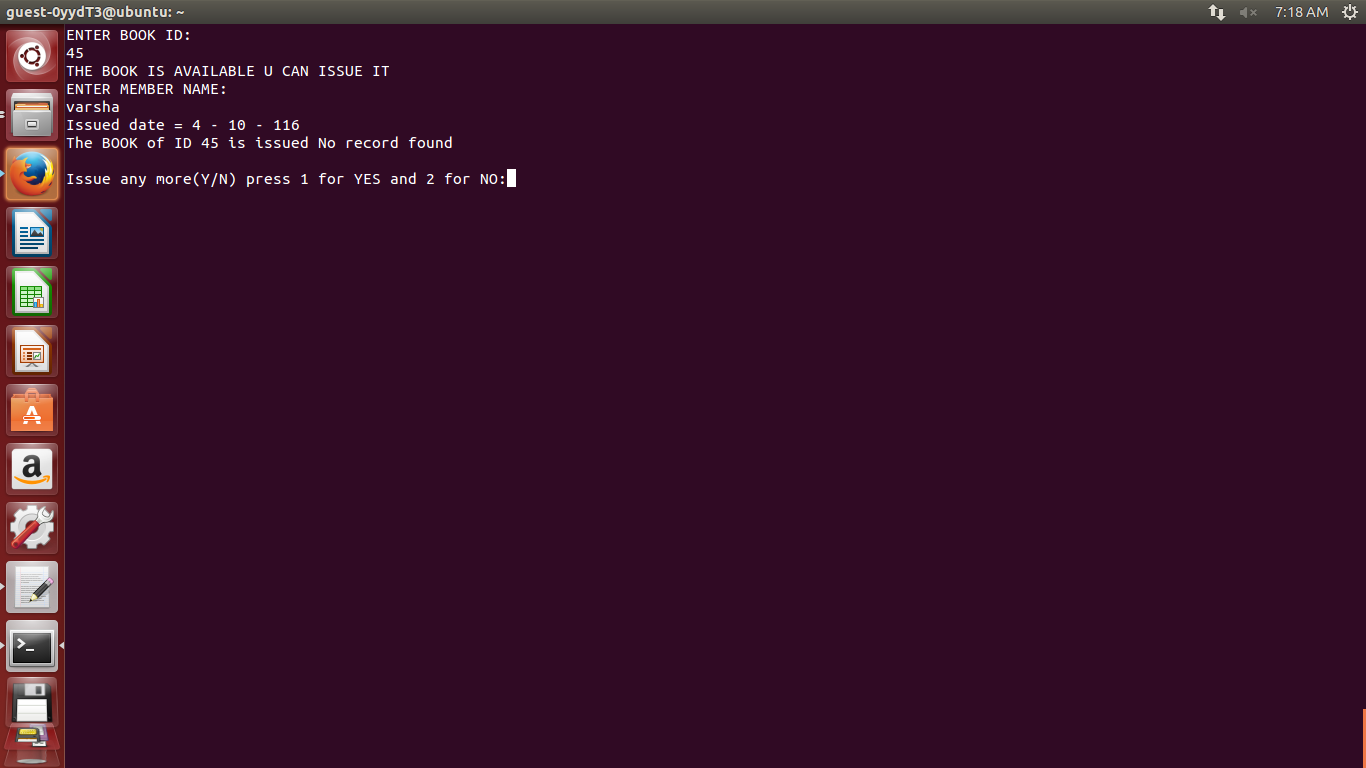 guest-0yydT3@ubuntu: ~
7:18 AM
ENTER BOOK ID:
45
THE BOOK IS AVAILABLE U CAN ISSUE IT
ENTER MEMBER NAME:
varsha
Issued date = 4 - 10 - 116
The BOOK of ID 45 is issued No record found
Issue any more(Y/N) press 1 for YES and 2 for NO: